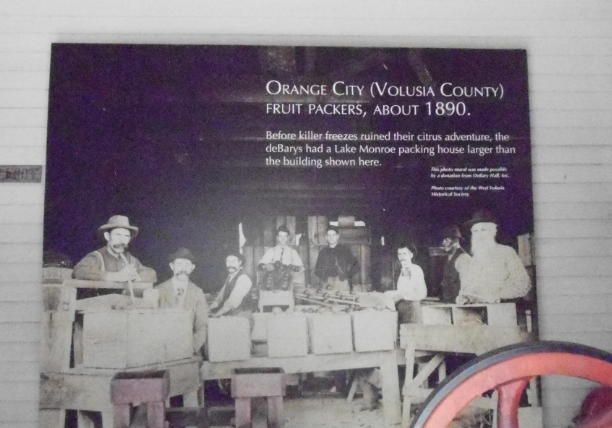 ORANGE CITY (VOLUSIA COUNTY)
FRUIT PACKERS, ABOUT 1890.
Before killer freezes ruined their citrus adventure, the
deBarys had a Lake Monroe packing house larger than
the building shown here.
This photo mural was made possible
by a donation from DeBary Hall, Inc.
Photo courtesy of the West Volusia
Historical Society